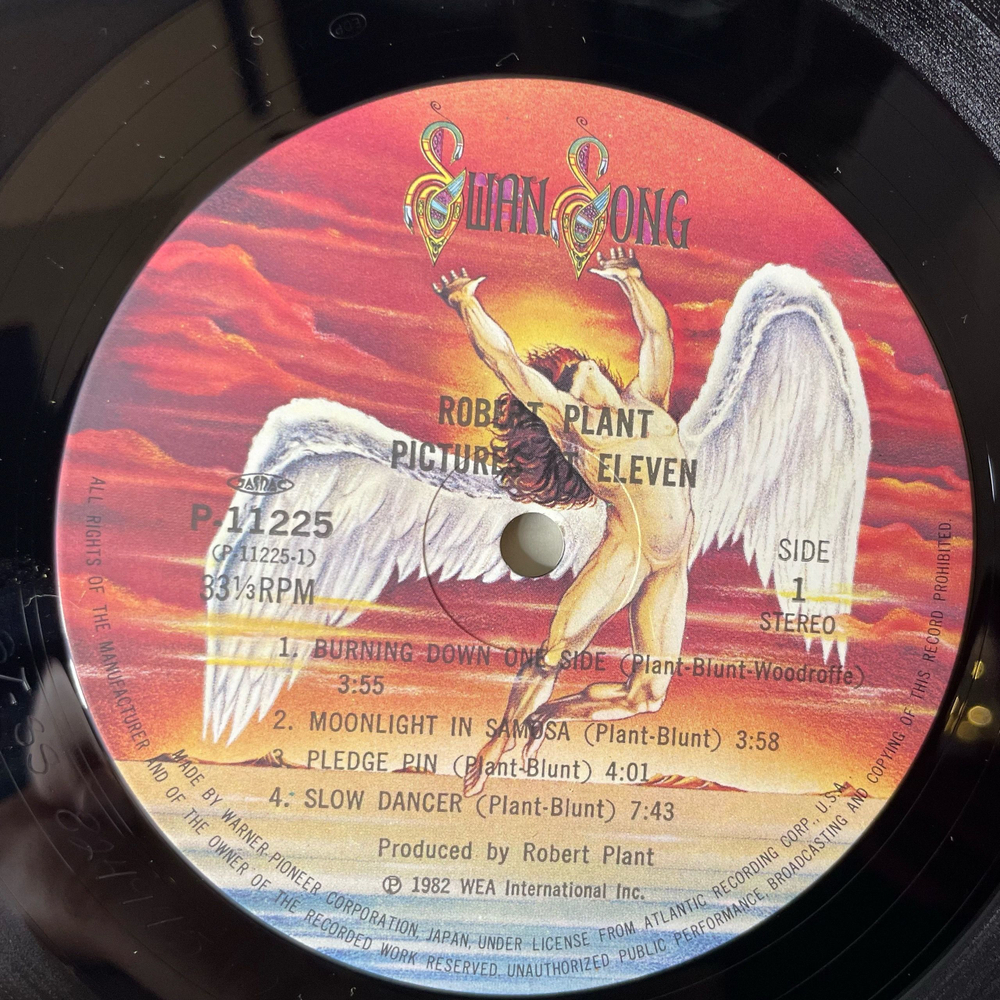 SWAN SONG
ROBERT PLANT
PICTURES AT ELEVEN
JASRAC
P-11225
(P-11225-1)
33⅓RPM
SIDE
1
STEREO
1. BURNING DOWN ONE SIDE (Plant-Blunt-Woodroffe)
3:55
2. MOONLIGHT IN SAMOSA (Plant-Blunt) 3:58
3. PLEDGE PIN (Plant-Blunt) 4:01
4. SLOW DANCER (Plant-Blunt) 7:43
Produced by Robert Plant
℗ 1982 WEA International Inc.
MADE BY WARNER-PIONEER CORPORATION, JAPAN, UNDER LICENSE FROM ATLANTIC RECORDING CORP., U.S.A.
ALL RIGHTS OF THE MANUFACTURER AND OF THE OWNER OF THE RECORDED WORK RESERVED. UNAUTHORIZED PUBLIC PERFORMANCE, BROADCASTING AND COPYING OF THIS RECORD PROHIBITED.